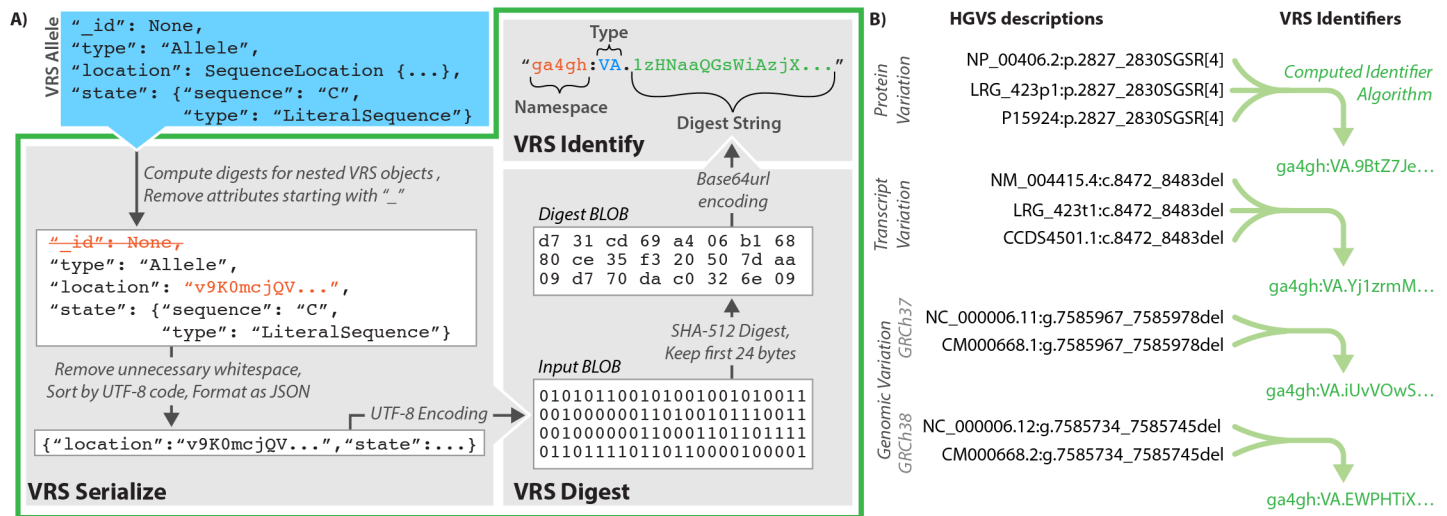 A)
VRS Allele
“_id”: None,
“type”: “Allele”,
“location”: SequenceLocation {...},
“state”: {“sequence”: “C”,
“type”: “LiteralSequence”}
Compute digests for nested VRS objects ,
Remove attributes starting with “_”
“_id”: None,
“type”: “Allele”,
“location”: “v9K0mcjQV...”,
“state”: {“sequence”: “C”,
“type”: “LiteralSequence”}
Remove unnecessary whitespace,
Sort by UTF-8 code, Format as JSON
{“location”:“v9K0mcjQV...”,“state”:...}
VRS Serialize
UTF-8 Encoding
Type
“ga4gh:VA.1zHNaaQGsWiAzjX...”
Namespace
Digest String
VRS Identify
Base64url
encoding
Digest BLOB
d7 31 cd 69 a4 06 b1 68
80 ce 35 f3 20 50 7d aa
09 d7 70 da c0 32 6e 09
SHA-512 Digest,
Keep first 24 bytes
Input BLOB
010101100101001001010011
001000000110100101110011
001000000110001101101111
011011110110110000100001
VRS Digest
B)
HGVS descriptions
VRS Identifiers
Protein
Variation
NP_00406.2:p.2827_2830SGSR[4]
LRG_423p1:p.2827_2830SGSR[4]
P15924:p.2827_2830SGSR[4]
Computed Identifier
Algorithm
ga4gh:VA.9BtZ7Je...
Transcript
Variation
NM_004415.4:c.8472_8483del
LRG_423t1:c.8472_8483del
CCDS4501.1:c.8472_8483del
ga4gh:VA.Yj1zrmM...
Genomic Variation
GRCh37
NC_000006.11:g.7585967_7585978del
CM000668.1:g.7585967_7585978del
ga4gh:VA.iUvVOwS...
GRCh38
NC_000006.12:g.7585734_7585745del
CM000668.2:g.7585734_7585745del
ga4gh:VA.EWPHTiX...